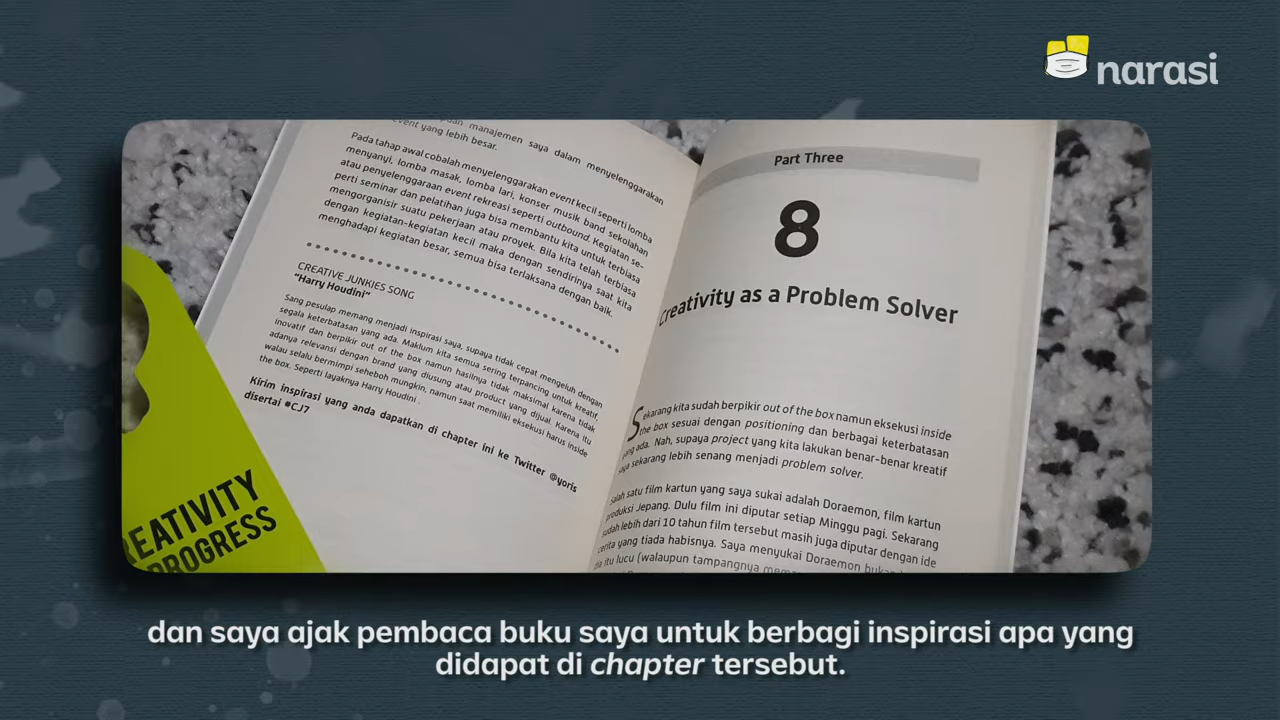 narasi
puan manajemen saya dalam menyelenggarakan
event yang lebih besar.
Pada tahap awal cobalah menyelenggarakan event kecil seperti lomba
menyanyi, lomba masak, lomba lari, konser musik band sekolahan
atau penyelenggaraan event rekreasi seperti outbound. Kegiatan se-
perti seminar dan pelatihan juga bisa membantu kita untuk terbiasa
mengorganisir suatu pekerjaan atau proyek. Bila kita telah terbiasa
dengan kegiatan-kegiatan kecil maka dengan sendirinya saat kita
menghadapi kegiatan besar, semua bisa terlaksana dengan baik.
CREATIVE JUNKIES SONG
"Harry Houdini"
Sang pesulap memang menjadi inspirasi saya, supaya tidak cepat mengeluh dengan
segala keterbatasan yang ada. Maklum kita semua sering terpancing untuk kreatif,
inovatif dan berpikir out of the box namun hasilnya tidak maksimal karena tidak
adanya relevansi dengan brand yang diusung atau product yang dijual. Karena itu
walau selalu bermimpi seheboh mungkin, namun saat memiliki eksekusi harus inside
the box. Seperti layaknya Harry Houdini.
Kirim inspirasi yang anda dapatkan di chapter ini ke Twitter @yoris
disertai #CJ7
Part Three
8
Creativity as a Problem Solver
Sekarang kita sudah berpikir out of the box namun eksekusi inside
the box sesuai dengan positioning dan berbagai keterbatasan
yang ada. Nah, supaya project yang kita lakukan benar-benar kreatif
saya sekarang lebih senang menjadi problem solver.
Salah satu film kartun yang saya sukai adalah Doraemon, film kartun
produksi Jepang. Dulu film ini diputar setiap Minggu pagi. Sekarang
sudah lebih dari 10 tahun film tersebut masih juga diputar dengan ide
cerita yang tiada habisnya. Saya menyukai Doraemon bukan
dia itu lucu (walaupun tampangnya
EATIVITY
PROGRESS
dan saya ajak pembaca buku saya untuk berbagi inspirasi apa yang
didapat di chapter tersebut.